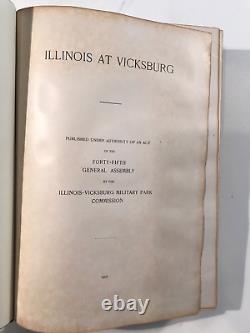 ILLINOIS AT VICKSBURG
PUBLISHED UNDER AUTHORITY OF AN ACT
OF THE
FORTY-FIFTH
GENERAL ASSEMBLY
BY THE
ILLINOIS-VICKSBURG MILITARY PARK
COMMISSION
1907